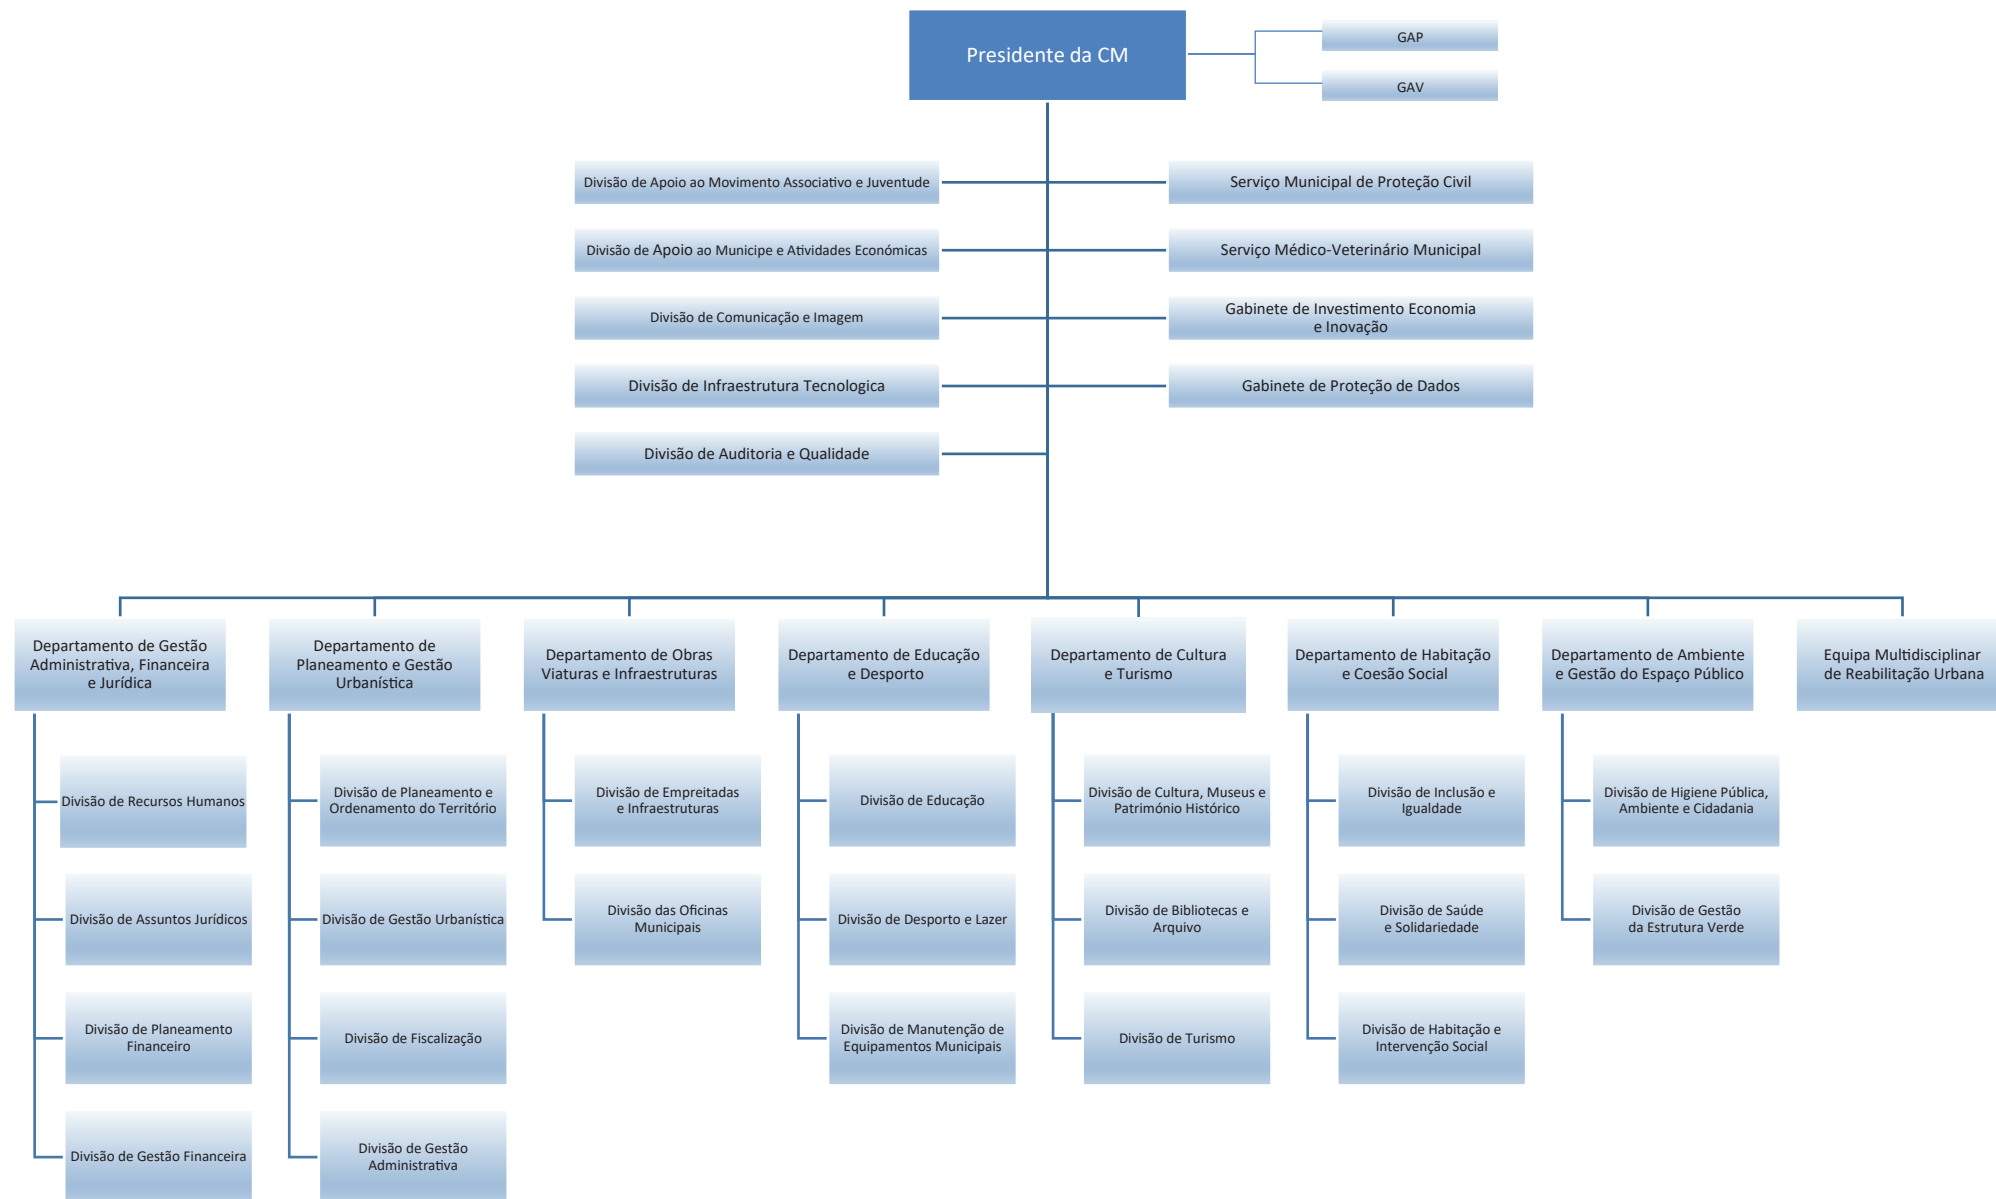 Presidente da CM
GAP
GAV
Divisão de Apoio ao Movimento Associativo e Juventude
Serviço Municipal de Proteção Civil
Divisão de Apoio ao Municipe e Atividades Económicas
Serviço Médico-Veterinário Municipal
Divisão de Comunicação e Imagem
Gabinete de Investimento Economia
e Inovação
Divisão de Infraestrutura Tecnologica
Gabinete de Proteção de Dados
Divisão de Auditoria e Qualidade
Departamento de Gestão
Administrativa, Financeira
e Jurídica
Departamento de
Planeamento e Gestão
Urbanística
Departamento de Obras
Viaturas e Infraestruturas
Departamento de Educação
e Desporto
Departamento de Cultura
e Turismo
Departamento de Habitação
e Coesão Social
Departamento de Ambiente
e Gestão do Espaço Público
Equipa Multidisciplinar
de Reabilitação Urbana
Divisão de Recursos Humanos
Divisão de Planeamento e
Ordenamento do Território
Divisão de Empreitadas
e Infraestruturas
Divisão de Educação
Divisão de Cultura, Museus e
Património Histórico
Divisão de Inclusão e
Igualdade
Divisão de Higiene Pública,
Ambiente e Cidadania
Divisão de Assuntos Jurídicos
Divisão de Gestão Urbanística
Divisão das Oficinas
Municipais
Divisão de Desporto e Lazer
Divisão de Bibliotecas e
Arquivo
Divisão de Saúde
e Solidariedade
Divisão de Gestão
da Estrutura Verde
Divisão de Planeamento
Financeiro
Divisão de Fiscalização
Divisão de Manutenção de
Equipamentos Municipais
Divisão de Turismo
Divisão de Habitação e
Intervenção Social
Divisão de Gestão Financeira
Divisão de Gestão
Administrativa